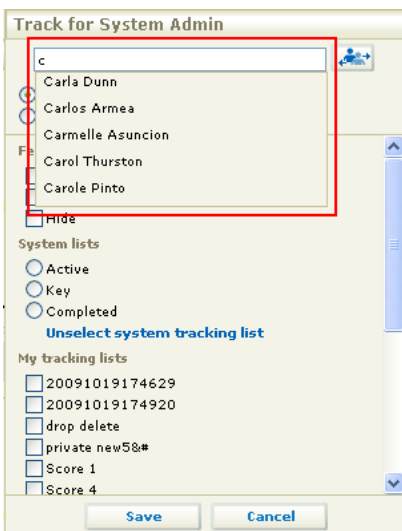 Track for System Admin
c
Carla Dunn
Carlos Armea
Carmelle Asuncion
Carol Thurston
Carole Pinto
Fe
Hide
System lists
Active
Key
Completed
Unselect system tracking list
My tracking lists
20091019174629
20091019174920
drop delete
private new5&#
Score 1
Score 4
Save Cancel